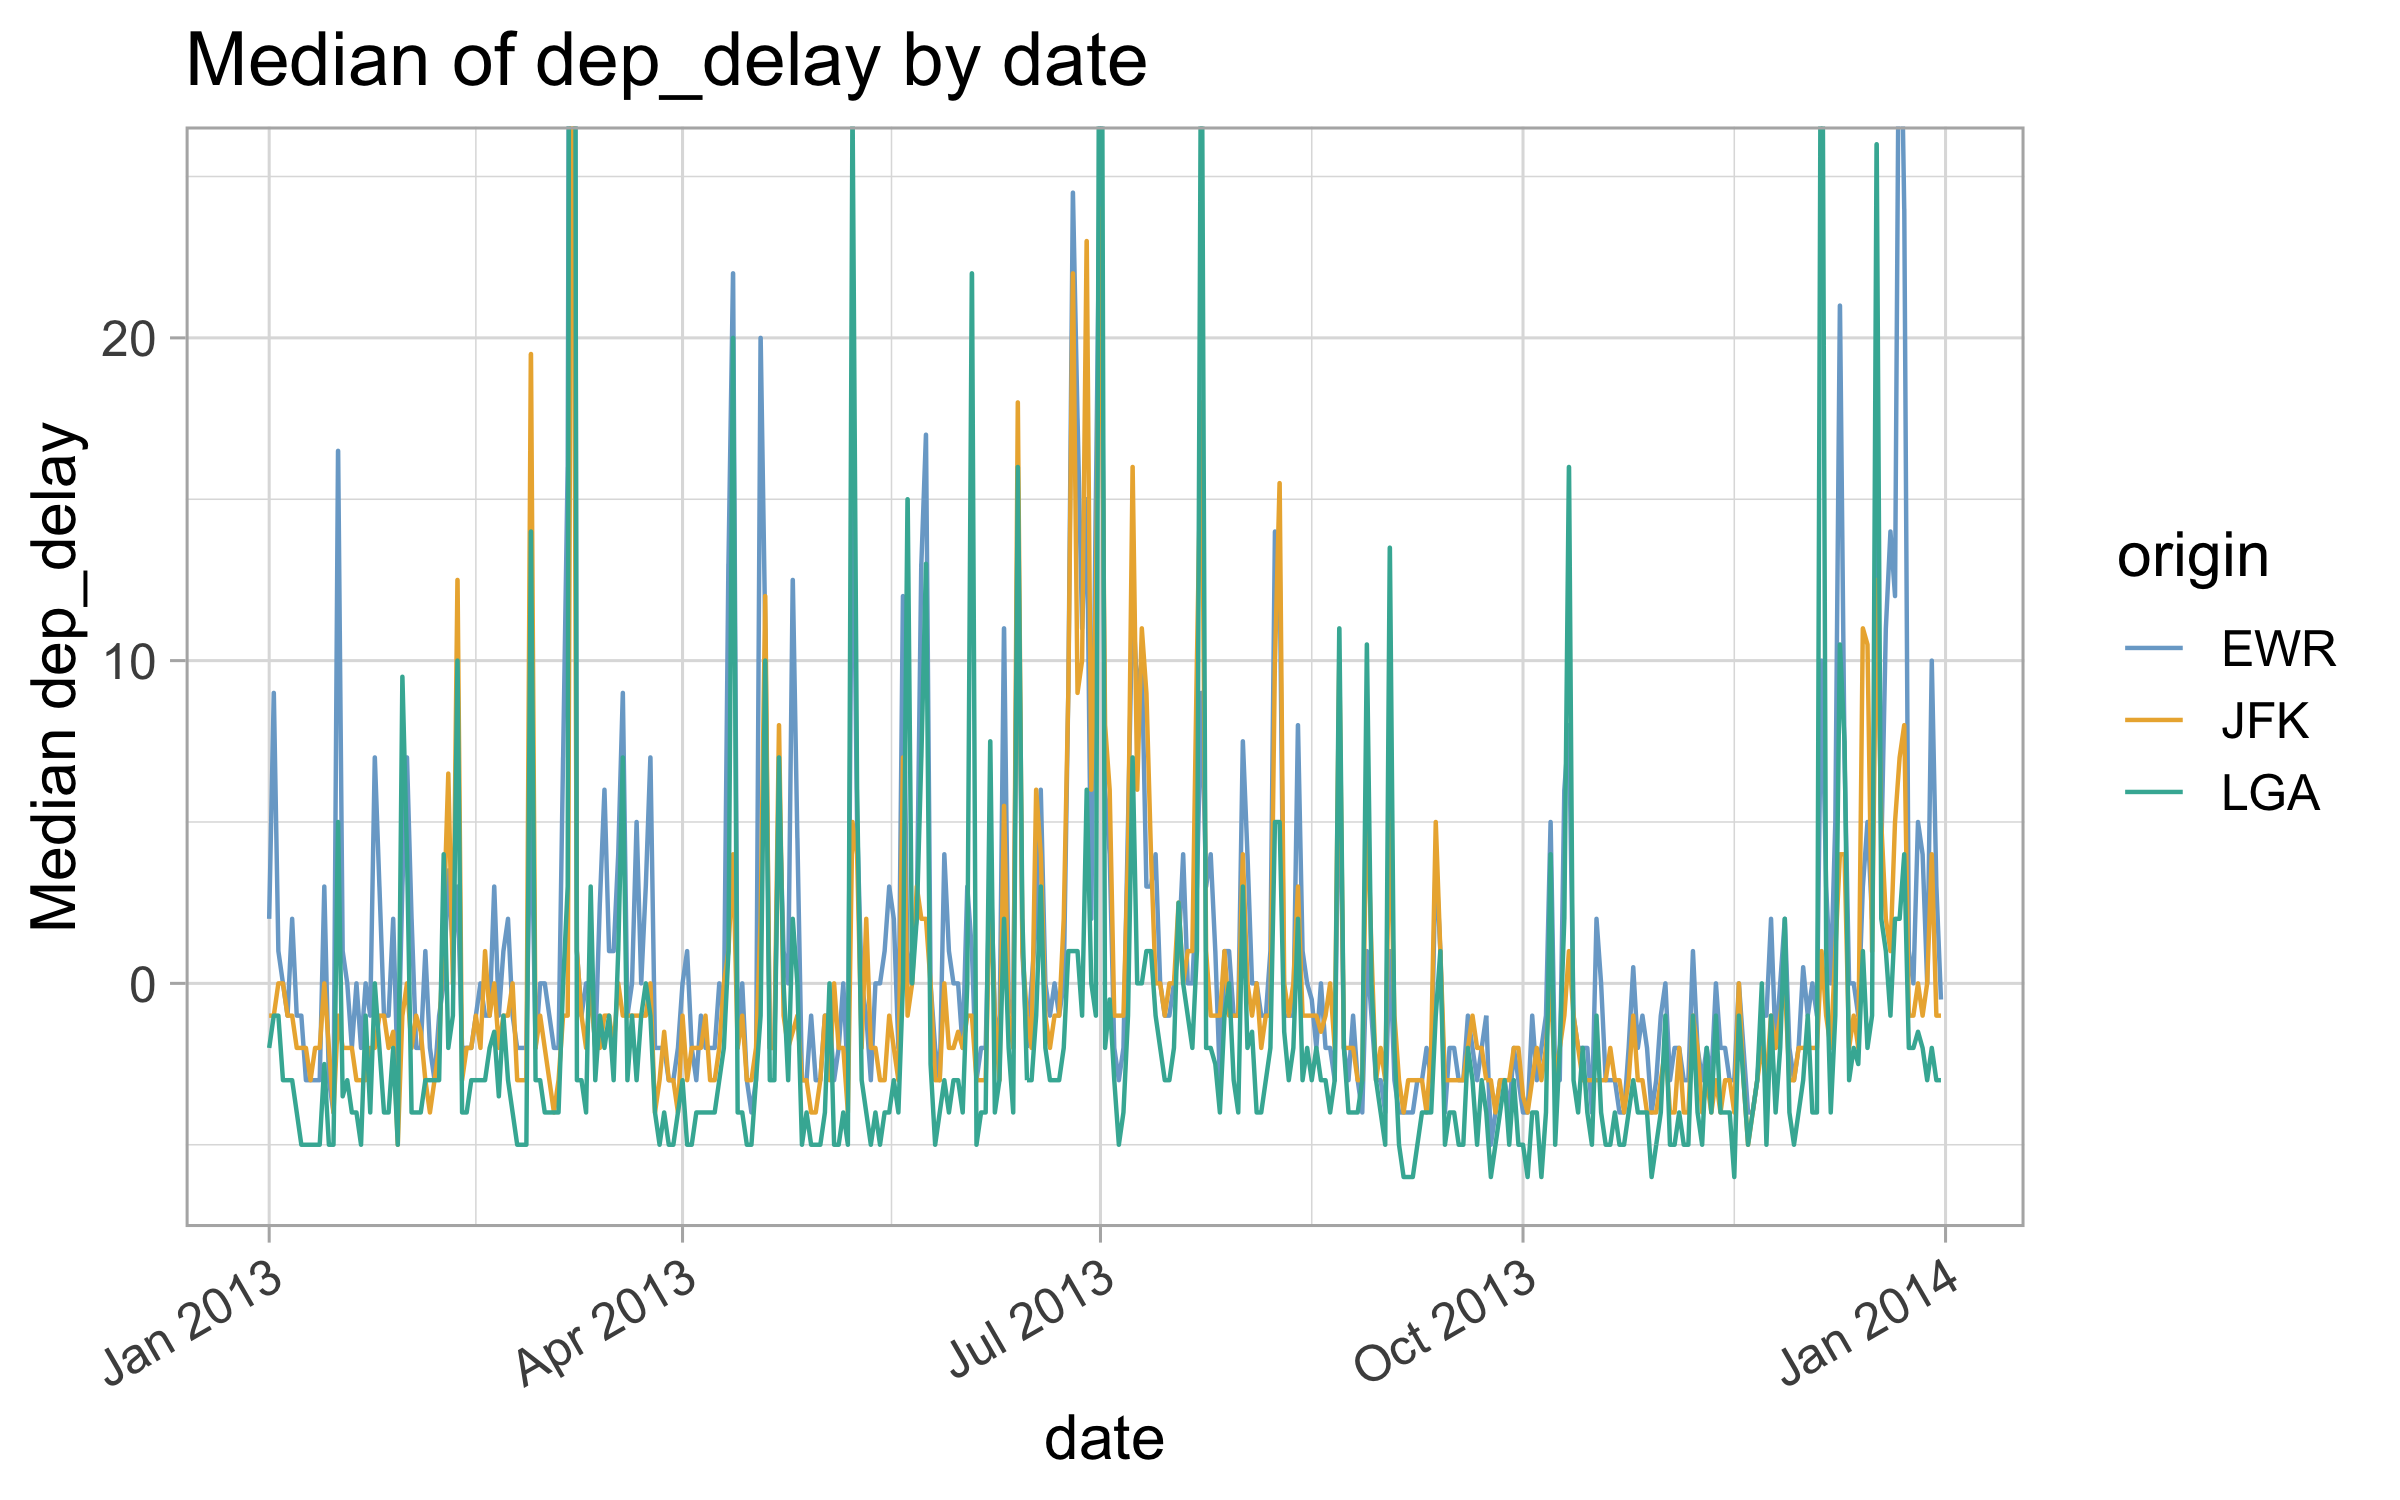 Median of dep_delay by date
Median dep_delay
20
10
0
Jan 2013
Apr 2013
Jul 2013
Oct 2013
Jan 2014
date
origin
EWR
JFK
LGA